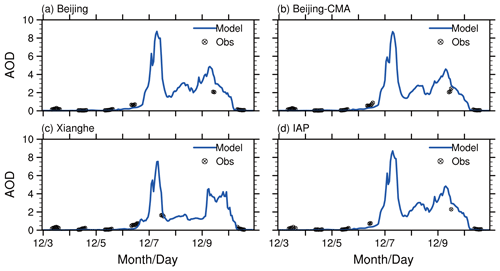 (a) Beijing
(b) Beijing-CMA
AOD
10
8
6
4
2
0
Model
Obs
10
8
6
4
2
0
Model
Obs
(c) Xianghe
(d) IAP
AOD
10
8
6
4
2
0
Model
Obs
10
8
6
4
2
0
Model
Obs
12/3 12/5 12/7 12/9
12/3 12/5 12/7 12/9
Month/Day
Month/Day